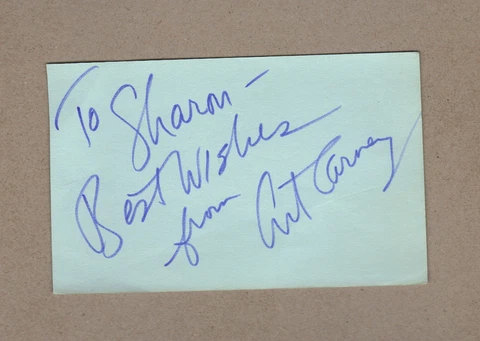 To Sharon -
Best Wishes
from Art Carney